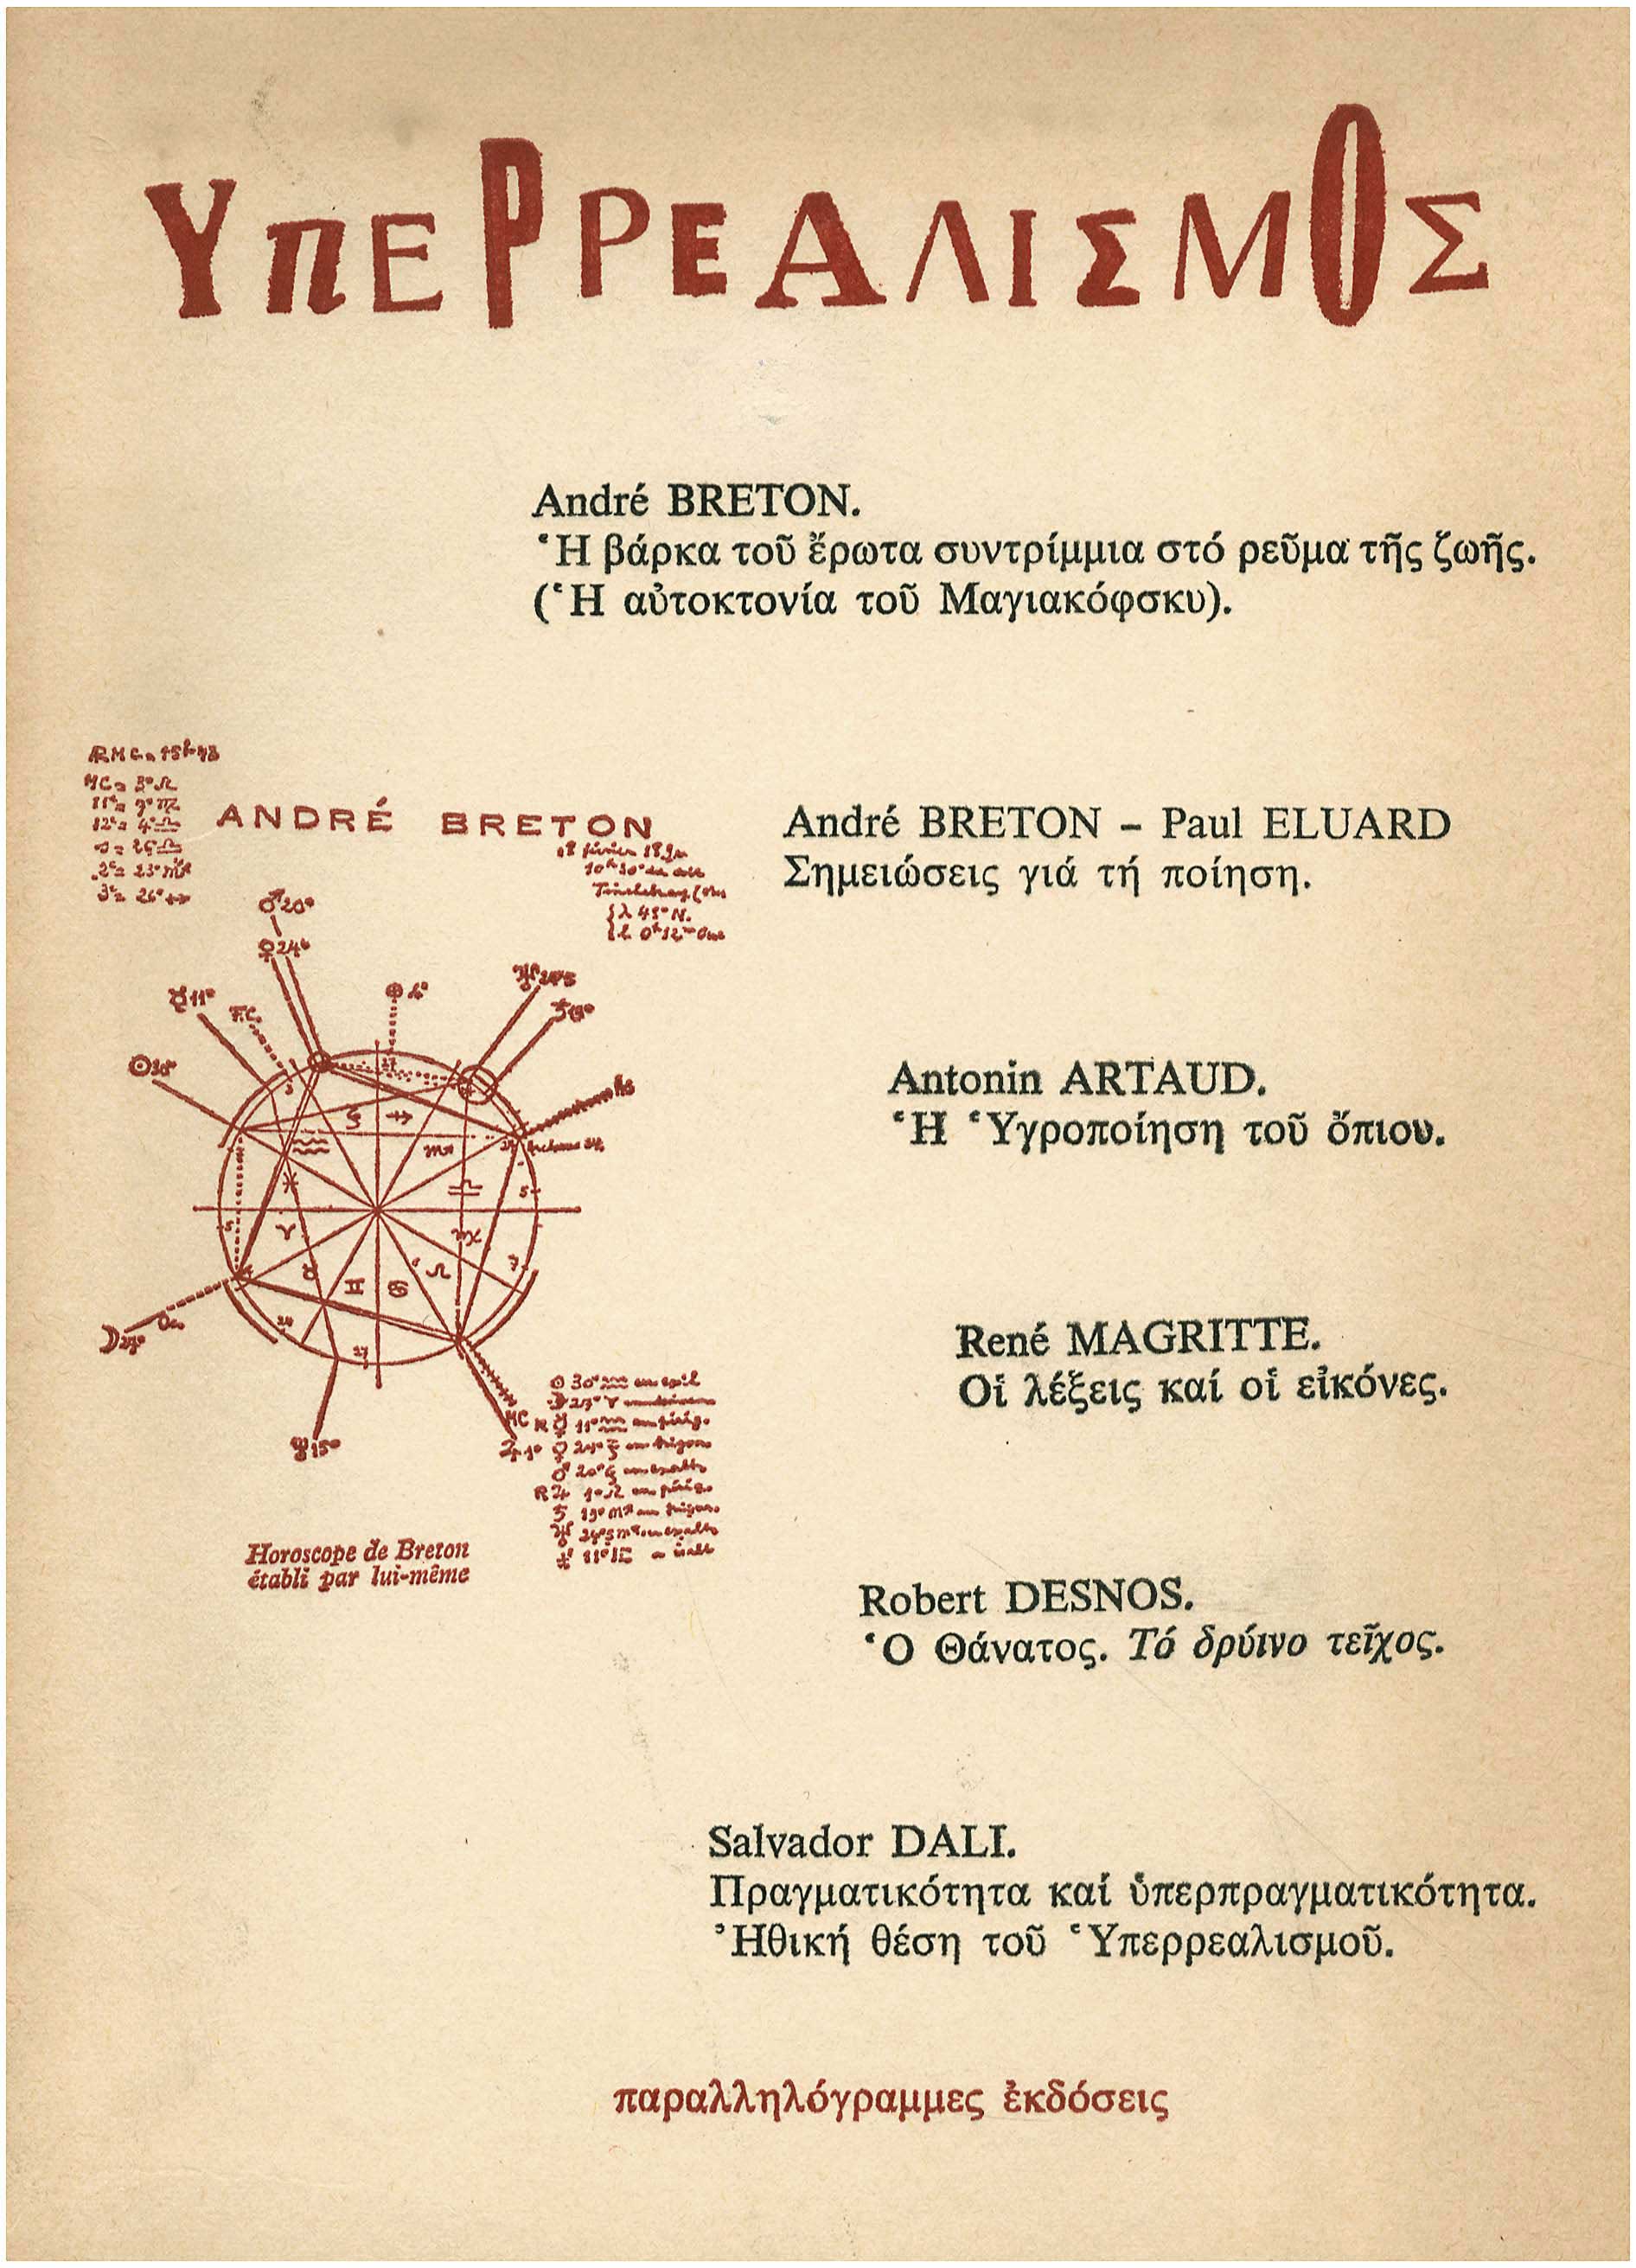 ΥΠΕΡΡΕΑΛΙΣΜΟΣ
André BRETON.
Ἡ βάρκα τοῦ ἔρωτα συντρίμμια στό ρεῦμα τῆς ζωῆς.
(Ἡ αὐτοκτονία τοῦ Μαγιακόφσκυ).
ANDRÉ BRETON
André BRETON – Paul ELUARD
Σημειώσεις γιά τή ποίηση.
Antonin ARTAUD.
Ἡ Ὑγροποίηση τοῦ ὄπιου.
René MAGRITTE.
Οἱ λέξεις καί οἱ εἰκόνες.
Horoscope de Breton
établi par lui-même
Robert DESNOS.
Ὁ Θάνατος. Τό δρύινο τεῖχος.
Salvador DALI.
Πραγματικότητα καί ὑπερπραγματικότητα.
Ἠθική θέση τοῦ Ὑπερρεαλισμοῦ.
παραλληλόγραμμες ἐκδόσεις